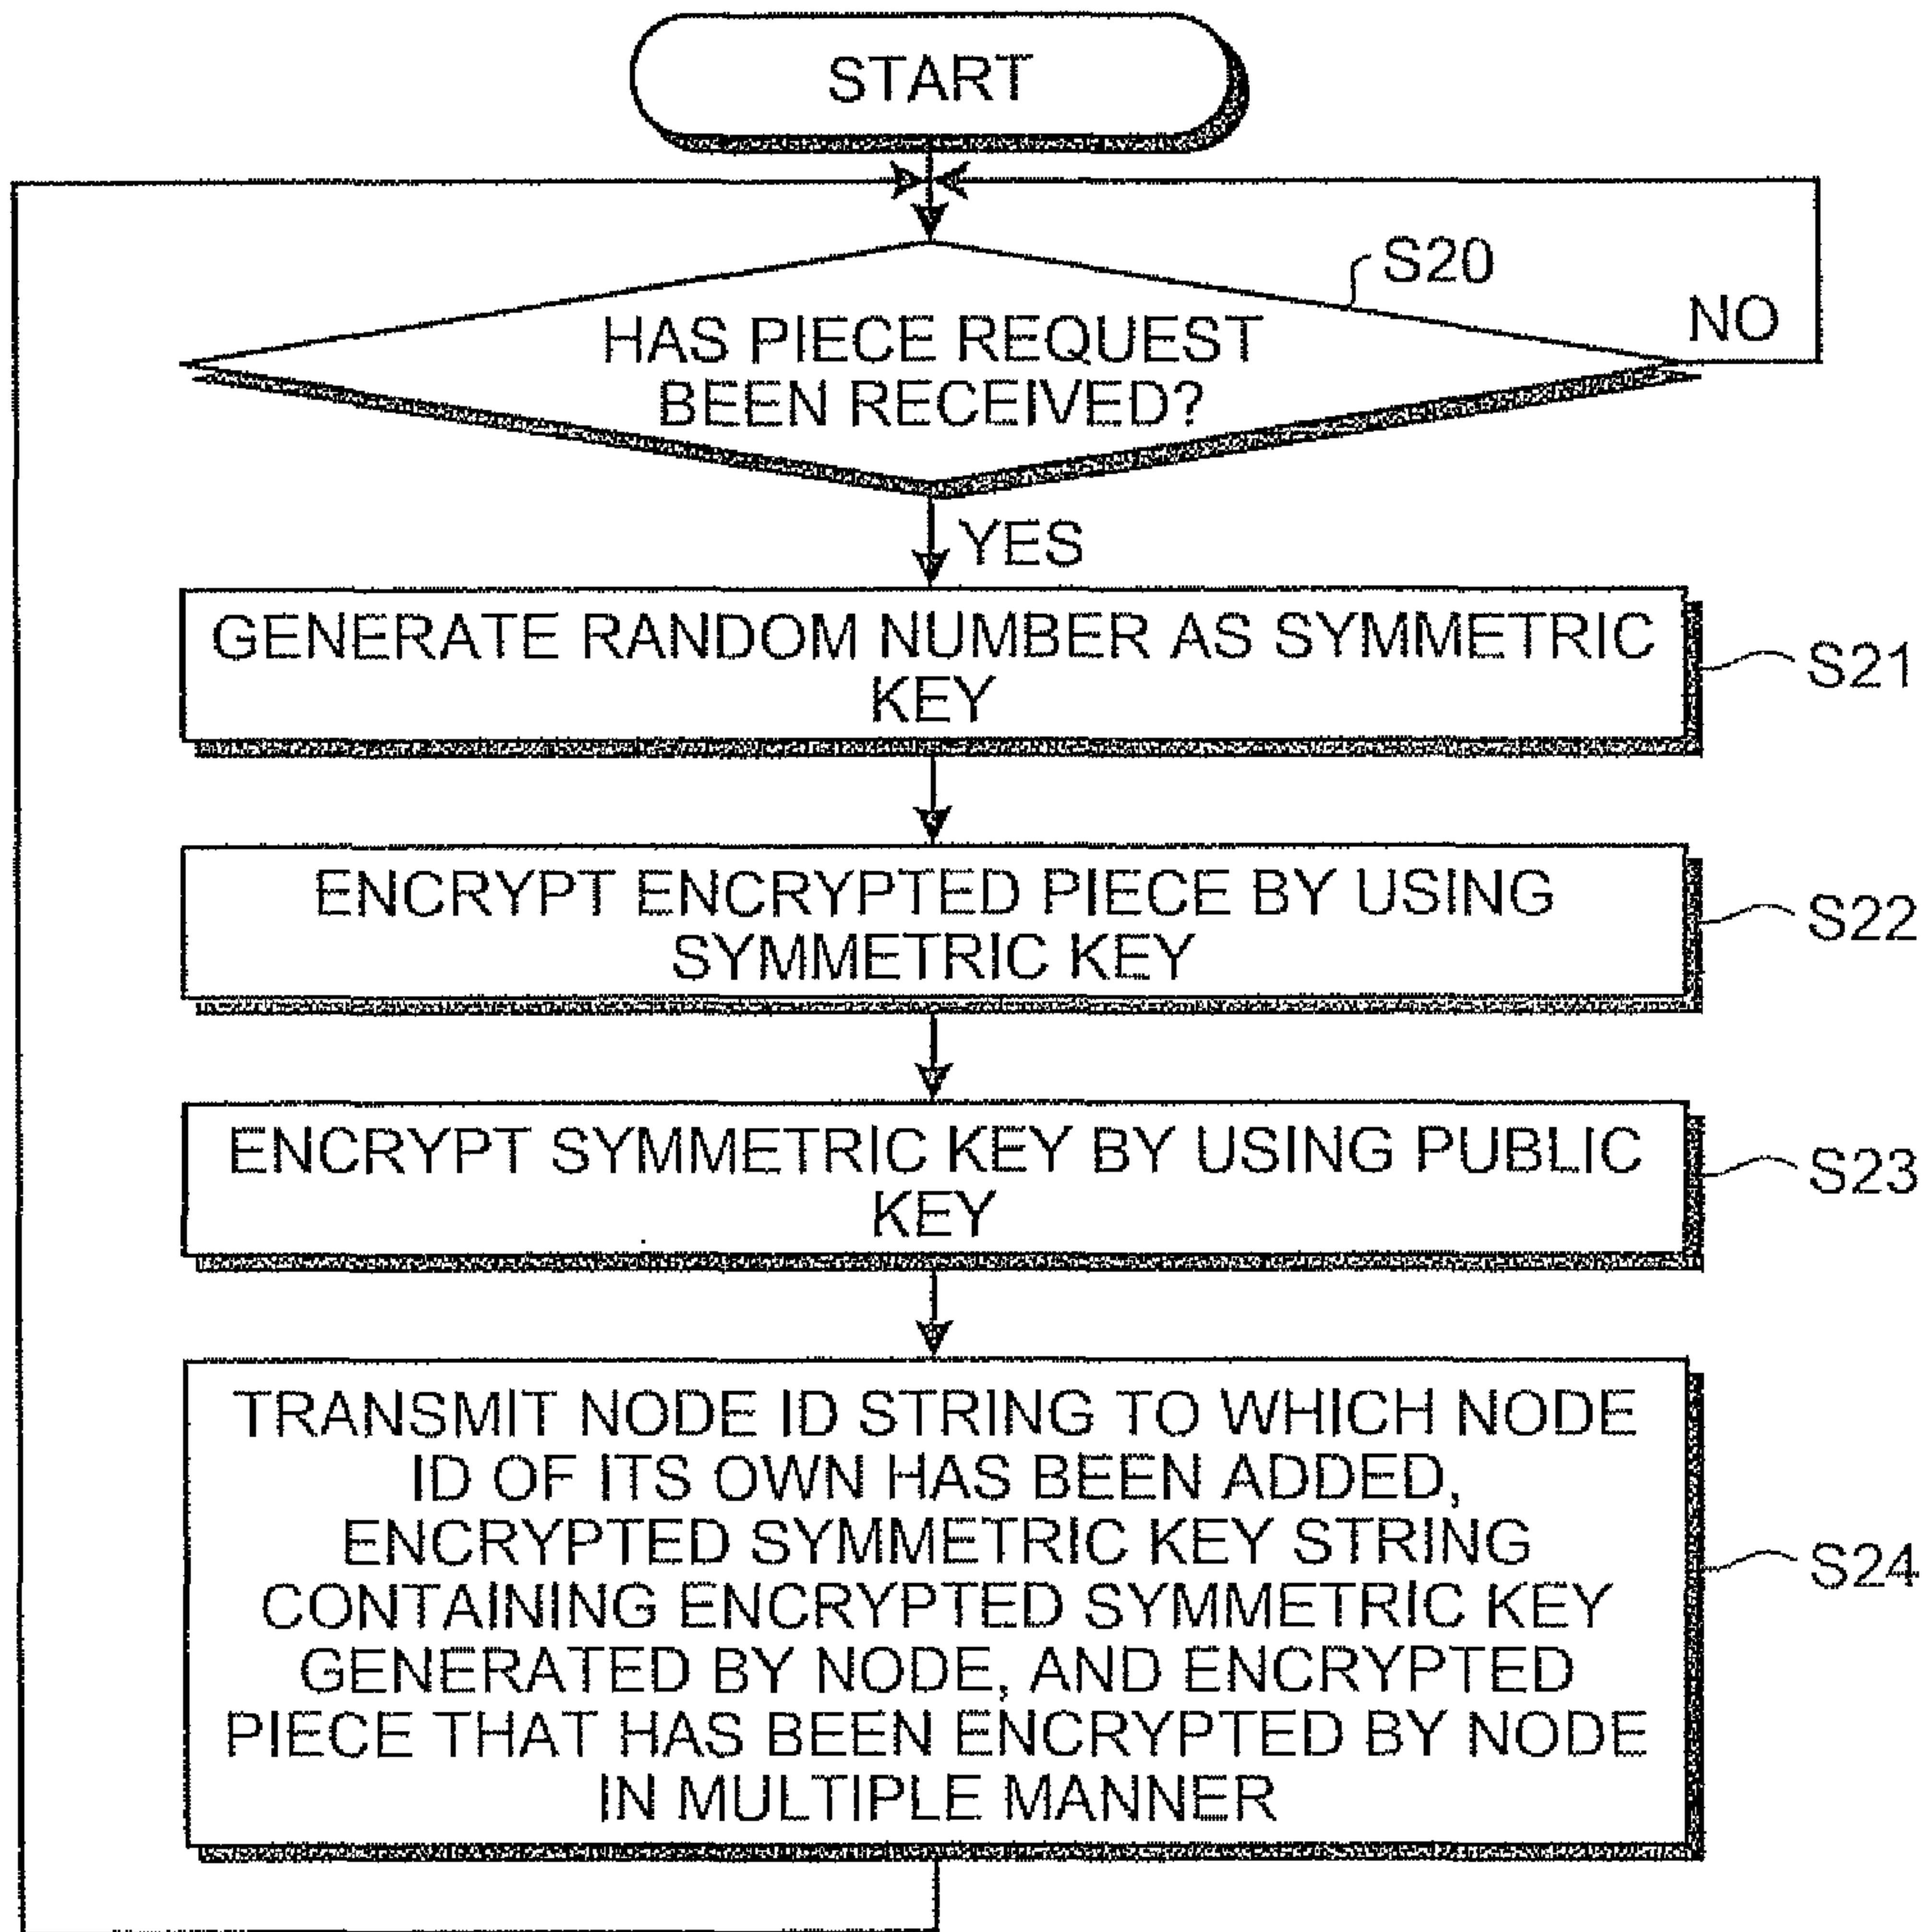 START
S20
NO
HAS PIECE REQUEST
BEEN RECEIVED?
YES
GENERATE RANDOM NUMBER AS SYMMETRIC
KEY
S21
ENCRYPT ENCRYPTED PIECE BY USING
SYMMETRIC KEY
S22
ENCRYPT SYMMETRIC KEY BY USING PUBLIC
KEY
S23
TRANSMIT NODE ID STRING TO WHICH NODE
ID OF ITS OWN HAS BEEN ADDED,
ENCRYPTED SYMMETRIC KEY STRING
CONTAINING ENCRYPTED SYMMETRIC KEY
GENERATED BY NODE, AND ENCRYPTED
PIECE THAT HAS BEEN ENCRYPTED BY NODE
IN MULTIPLE MANNER
S24